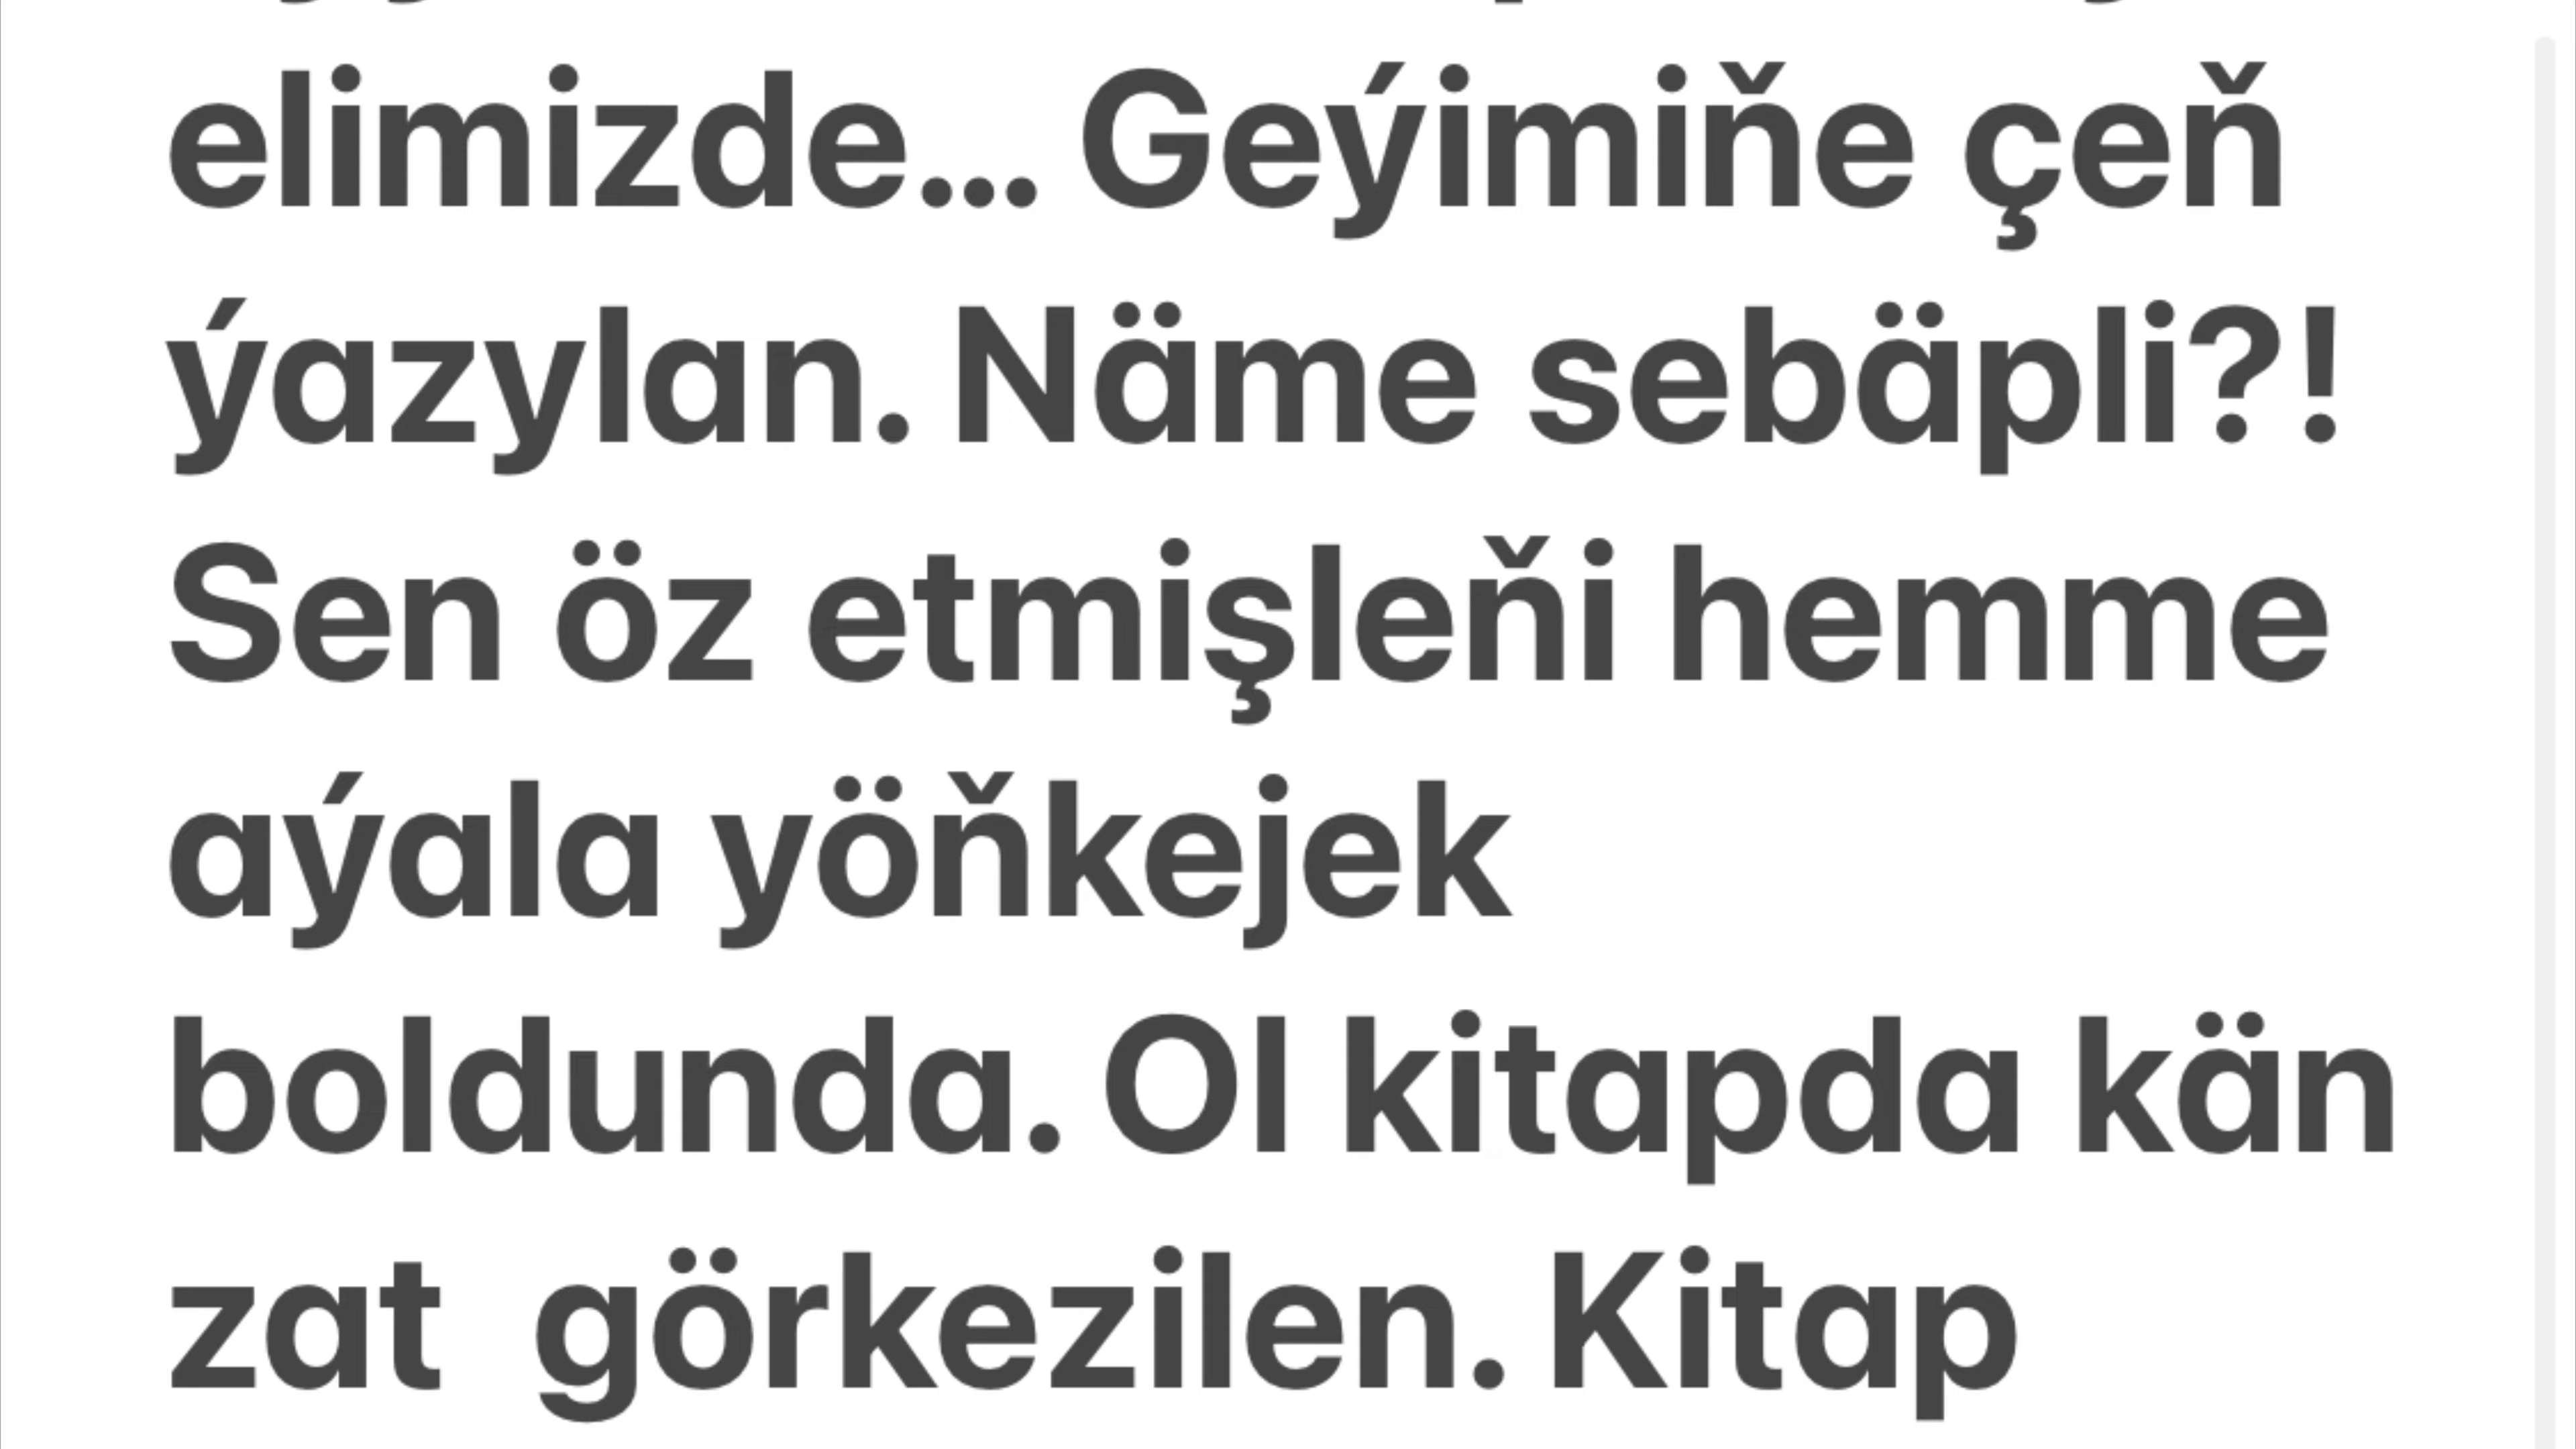 elimizde... Geýimiňe çeň
ýazylan. Näme sebäpli?!
Sen öz etmişleňi hemme
aýala yöňkejek
boldunda. Ol kitapda kän
zat  görkezilen. Kitap